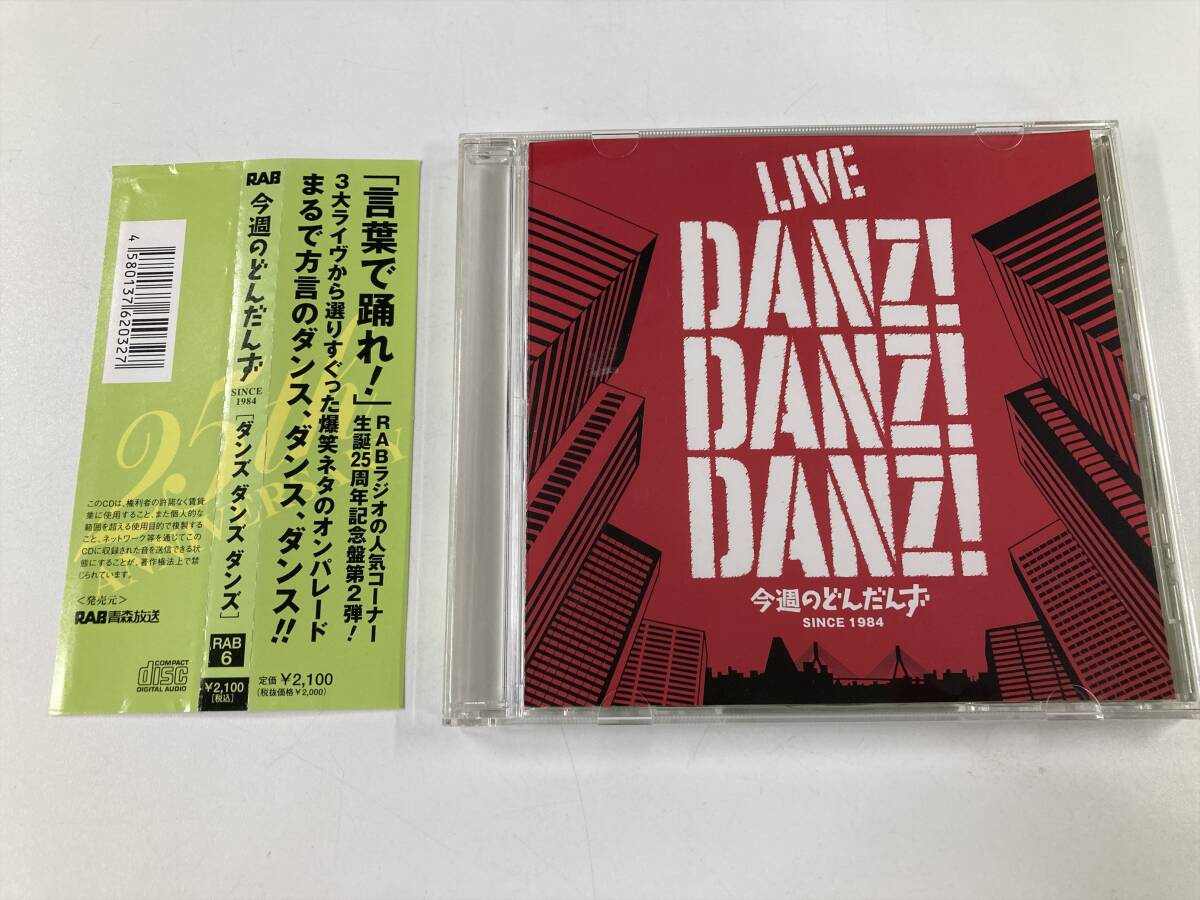 4 580137 620327
25th
ANNIVERSARY
このCDは、権利者の許諾なく賃貸
業に使用すること、また個人的な
範囲を超える使用目的で複製する
こと、ネットワーク等を通じてこの
CDに収録された音を送信できる状
態にすることが、著作権法上で禁
じられています。
<発売元>
RAB青森放送
COMPACT
disc
DIGITAL AUDIO
RAB
今週のどんだんず
SINCE
1984
[ダンズ ダンズ ダンズ]
RAB
6
¥2,100
[税込]
「言葉で踊れ!」
RABラジオの人気コーナー
生誕25周年記念盤第2弾!
3大ライヴから選りすぐった爆笑ネタのオンパレード
まるで方言のダンス、ダンス、ダンス!!
定価 ¥2,100
(税抜価格¥2,000)
LIVE
DANZ!
DANZ!
DANZ!
今週のどんだんず
SINCE 1984